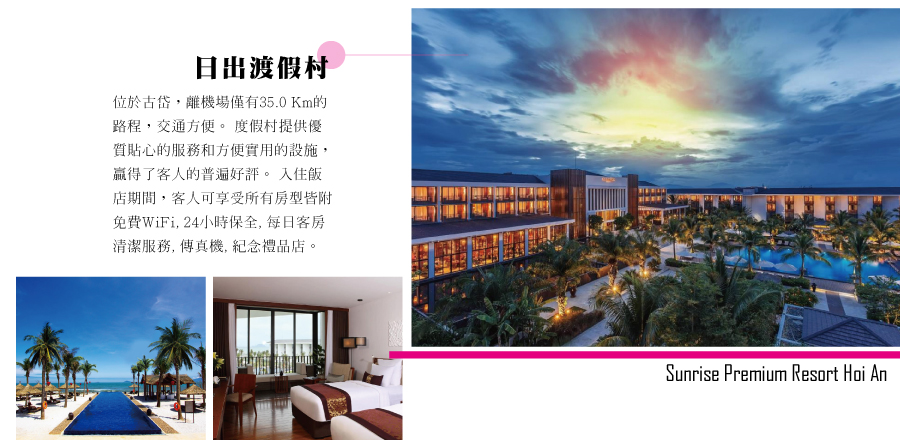 日出渡假村
位於古岱，離機場僅有35.0 Km的
路程，交通方便。 度假村提供優
質貼心的服務和方便實用的設施，
贏得了客人的普遍好評。 入住飯
店期間，客人可享受所有房型皆附
免費WiFi, 24小時保全, 每日客房
清潔服務, 傳真機, 紀念禮品店。
Sunrise Premium Resort Hoi An